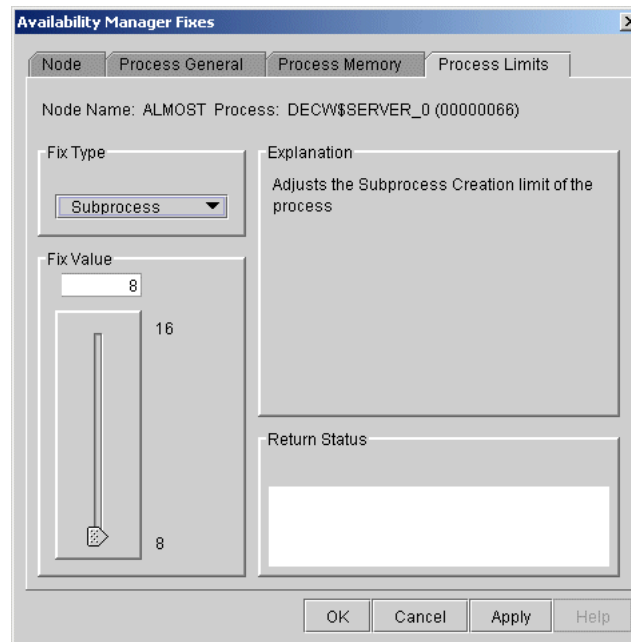 Availability Manager Fixes
Node
Process General
Process Memory
Process Limits
Node Name: ALMOST Process: DECW$SERVER_0 (00000066)
Fix Type
Subprocess
Explanation
Adjusts the Subprocess Creation limit of the
process
Fix Value
8
16
8
Return Status
OK
Cancel
Apply
Help